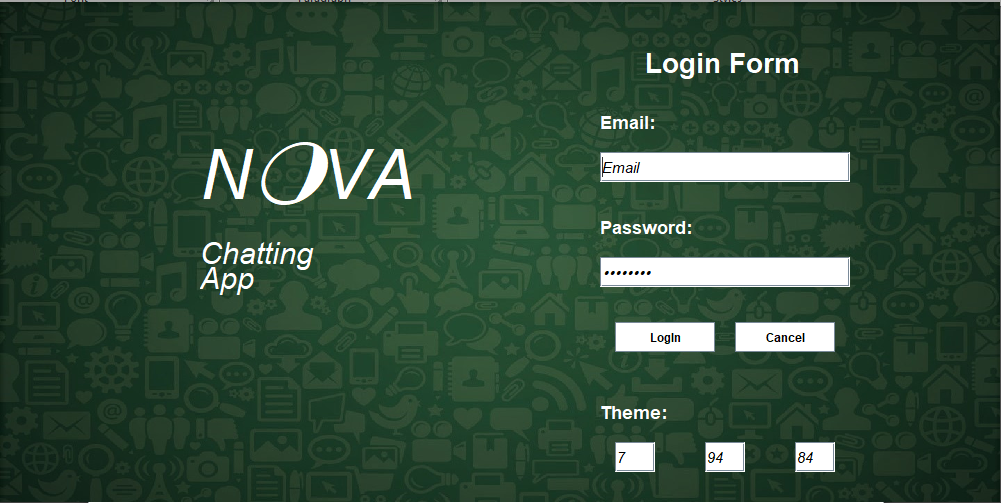 NOVA
Chatting
App
Login Form
Email:
Email
Password:
••••••••
LogIn
Cancel
Theme:
7
94
84